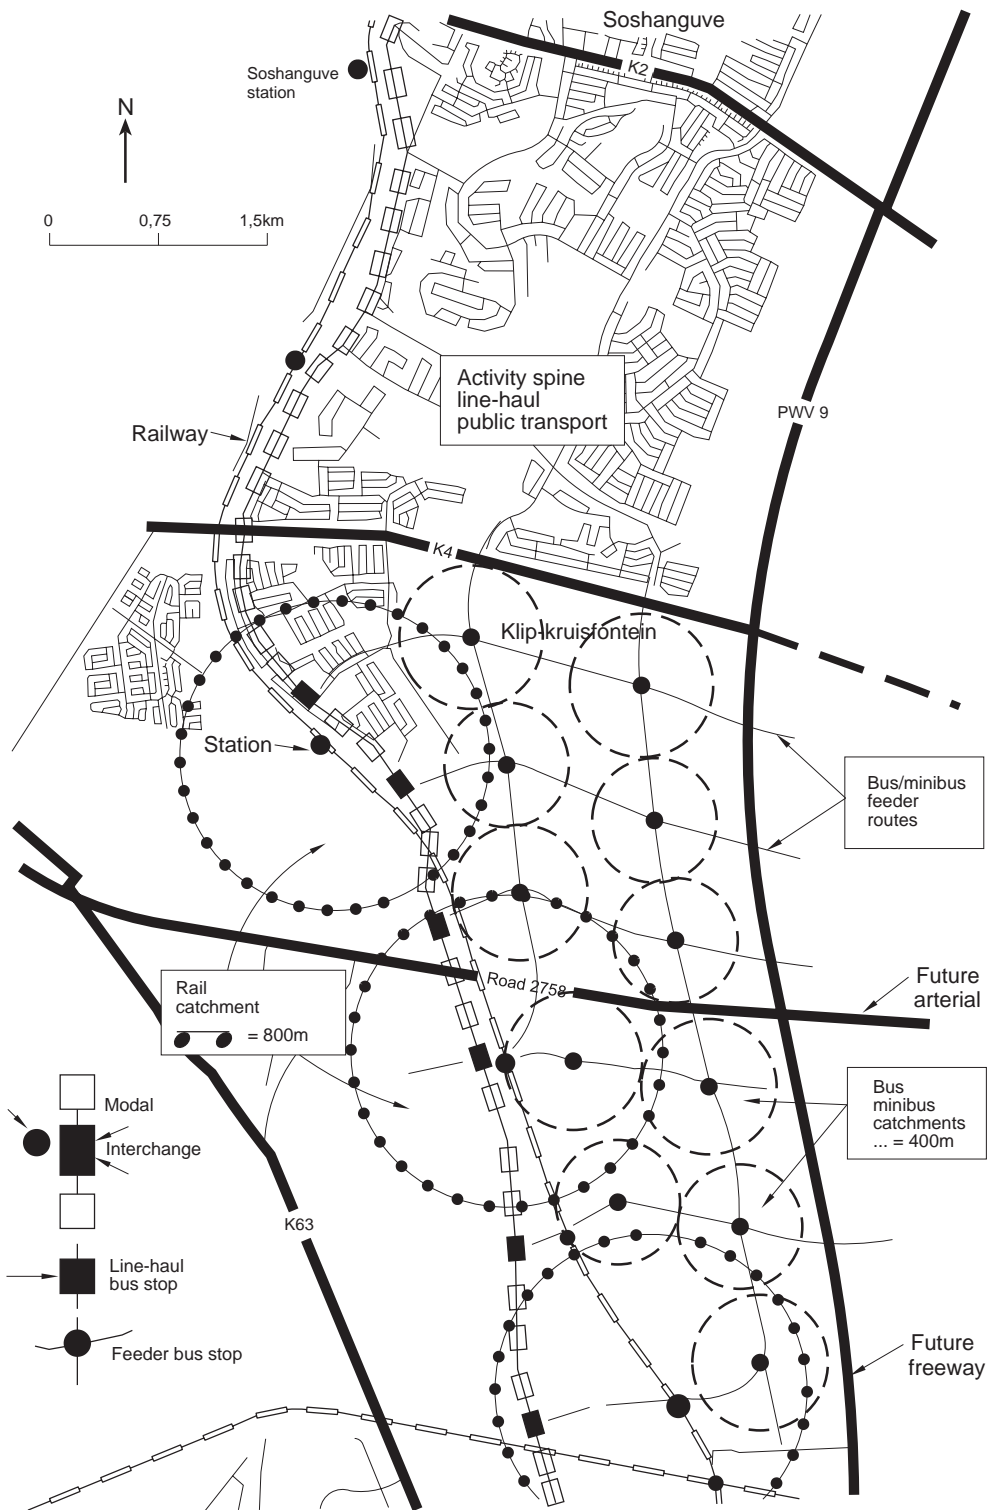 Soshanguve
K2
Soshanguve
station
N
0 0,75 1,5km
Activity spine
line-haul
public transport
PWV 9
Railway
K4
Klip-kruisfontein
Station
Bus/minibus
feeder
routes
Road 2758
Future
arterial
Rail
catchment
= 800m
Bus
minibus
catchments
... = 400m
Modal
Interchange
K63
Line-haul
bus stop
Feeder bus stop
Future
freeway